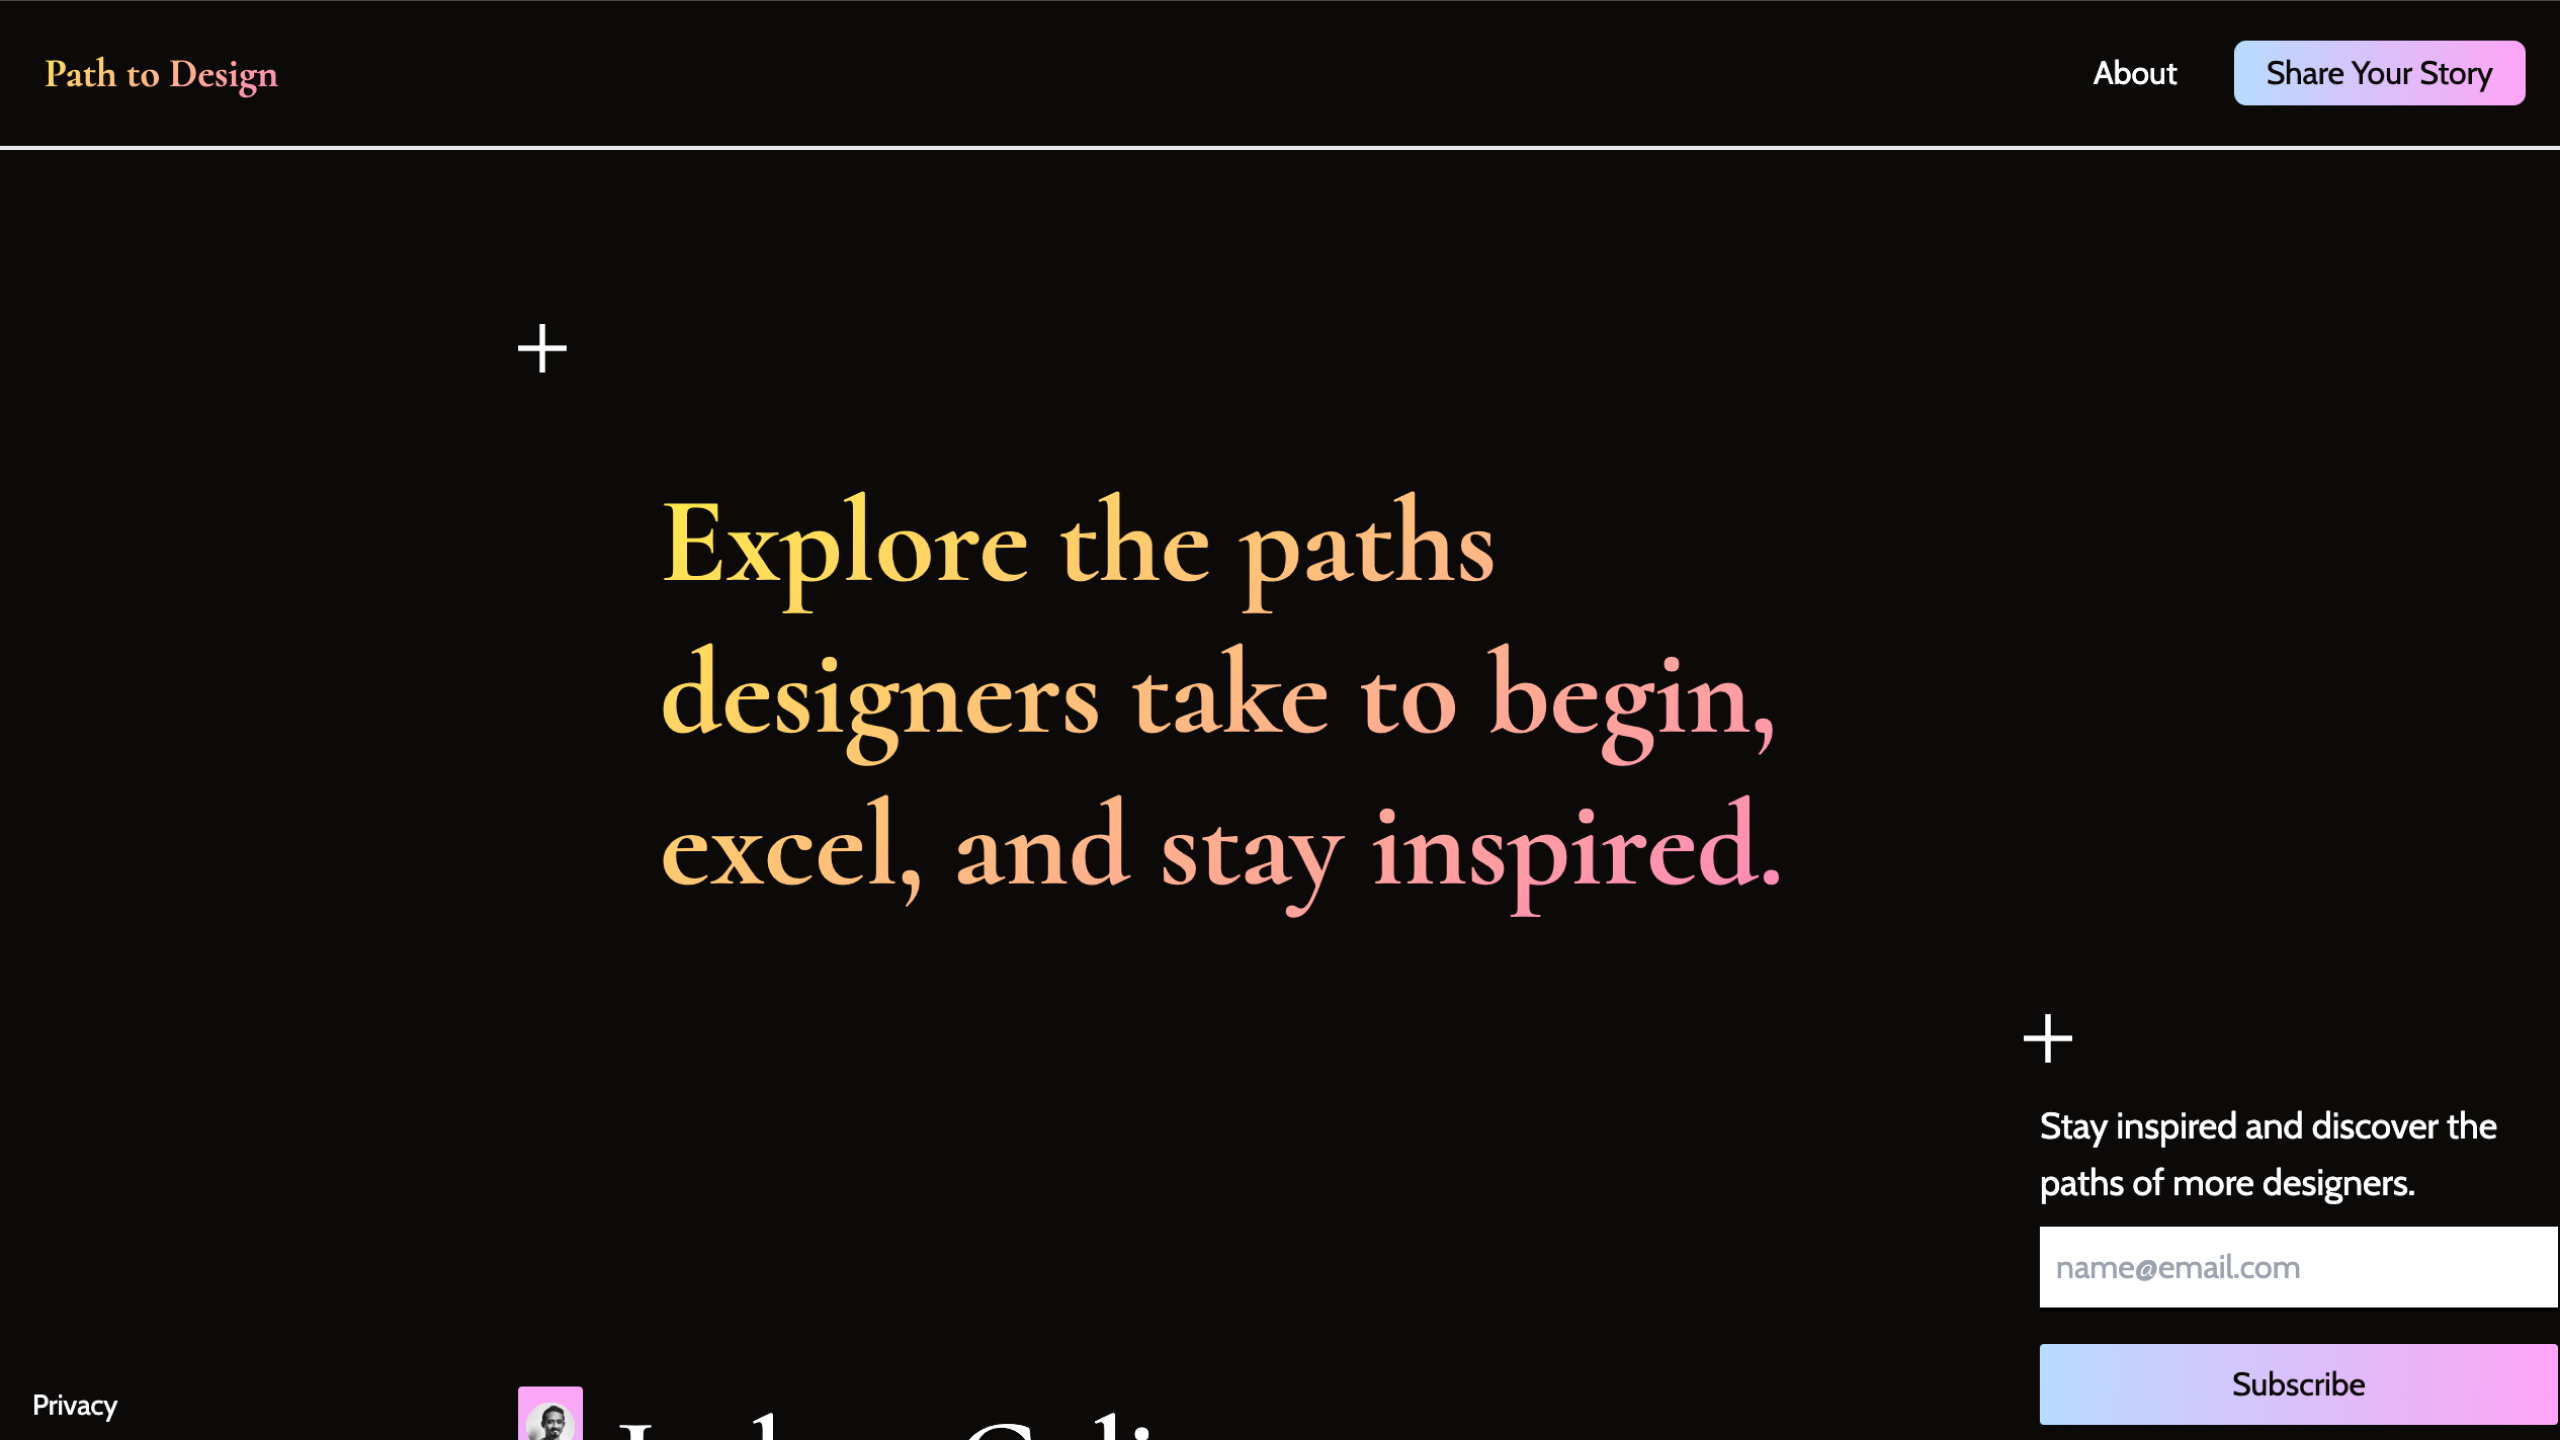 Path to Design
About
Share Your Story
Explore the paths
designers take to begin,
excel, and stay inspired.
Stay inspired and discover the
paths of more designers.
name@email.com
Subscribe
Privacy